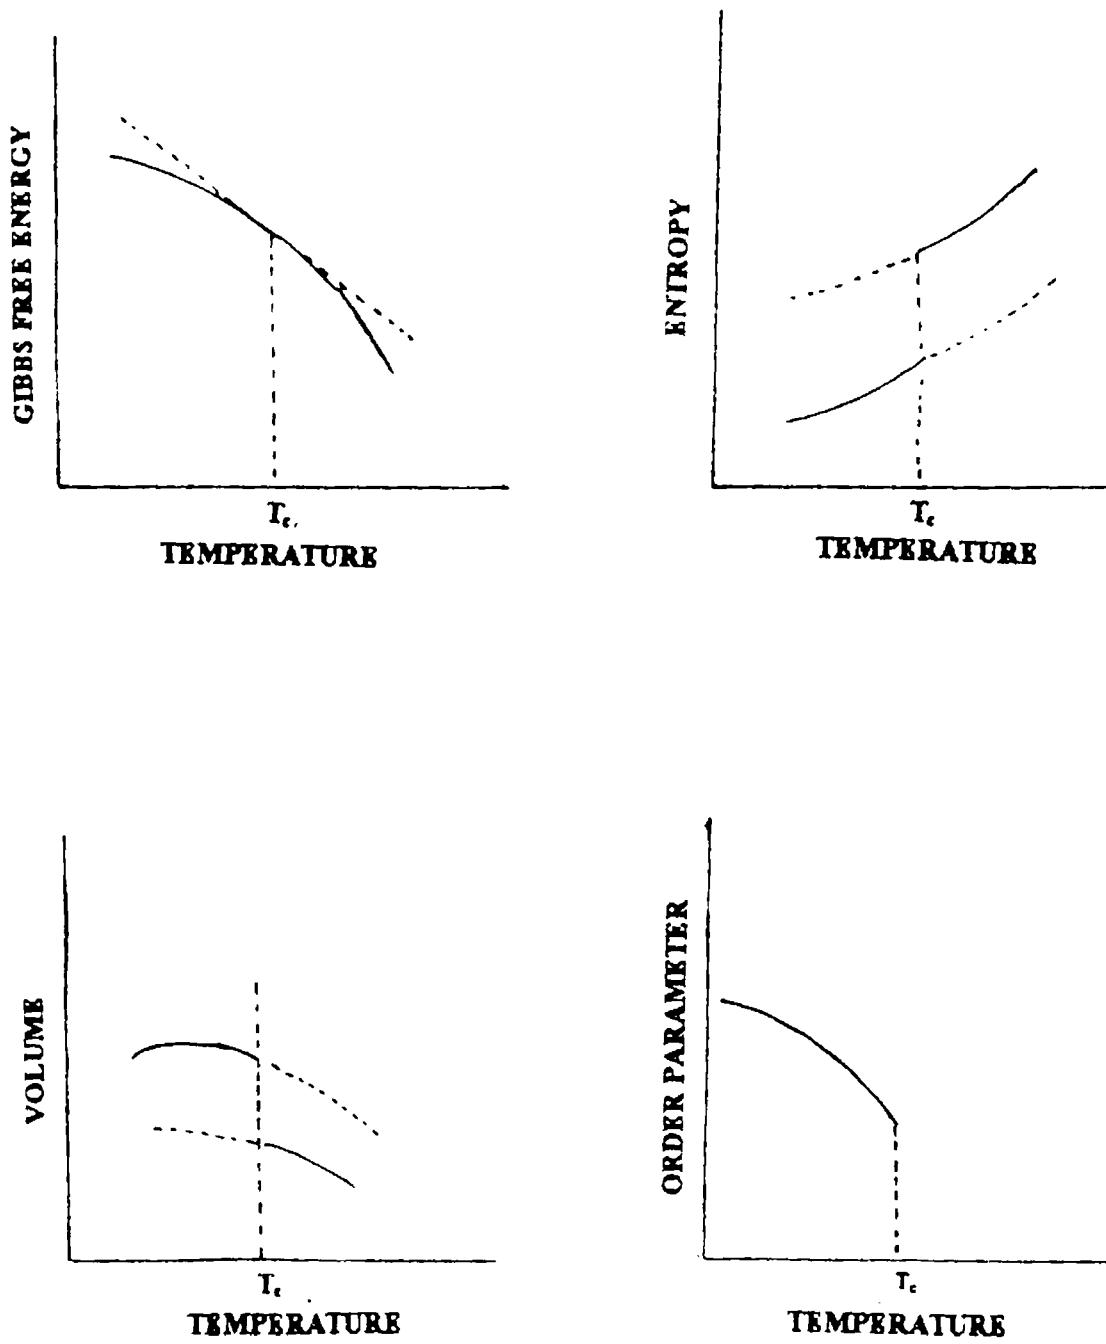 GIBBS FREE ENERGY
Tc
TEMPERATURE
ENTROPY
Tc
TEMPERATURE
VOLUME
Tc
TEMPERATURE
ORDER PARAMETER
Tc
TEMPERATURE